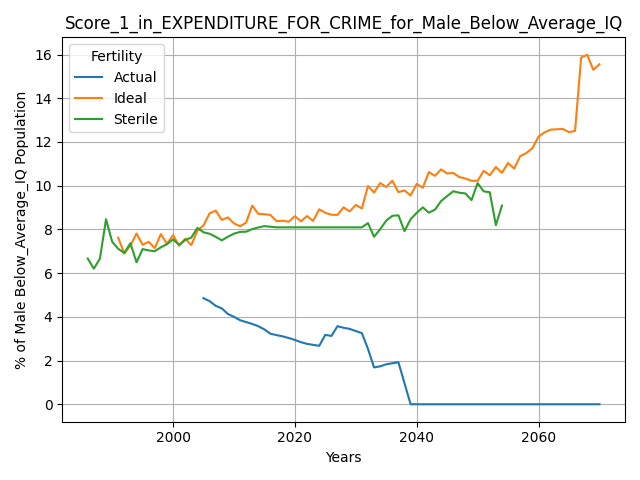 Score_1_in_EXPENDITURE_FOR_CRIME_for_Male_Below_Average_IQ
Fertility
Actual
Ideal
Sterile
% of Male Below_Average_IQ Population
16
14
12
10
8
6
4
2
0
2000
2020
2040
2060
Years